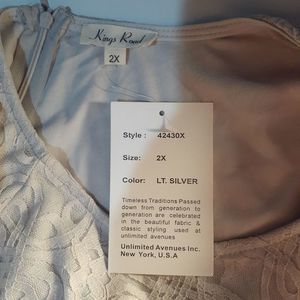 Kings Road
2X
Style : 42430X
Size: 2X
Color: LT. SILVER
Timeless Traditions Passed
down from generation to
generation are celebrated
in the beautiful fabric &
classic styling used at
unlimited avenues
Unlimited Avenues Inc.
New York, U.S.A